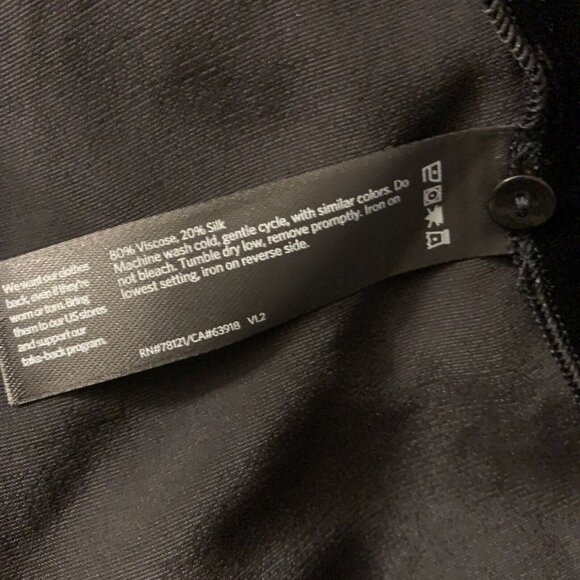 80% Viscose, 20% Silk
Machine wash cold, gentle cycle, with similar colors. Do
not bleach. Tumble dry low, remove promptly. Iron on
lowest setting, iron on reverse side.
RN#78121/CA#63918 V1.2
We want our clothes
back, even if they're
worn or torn. Bring
them to our US stores
and support our
take-back program.